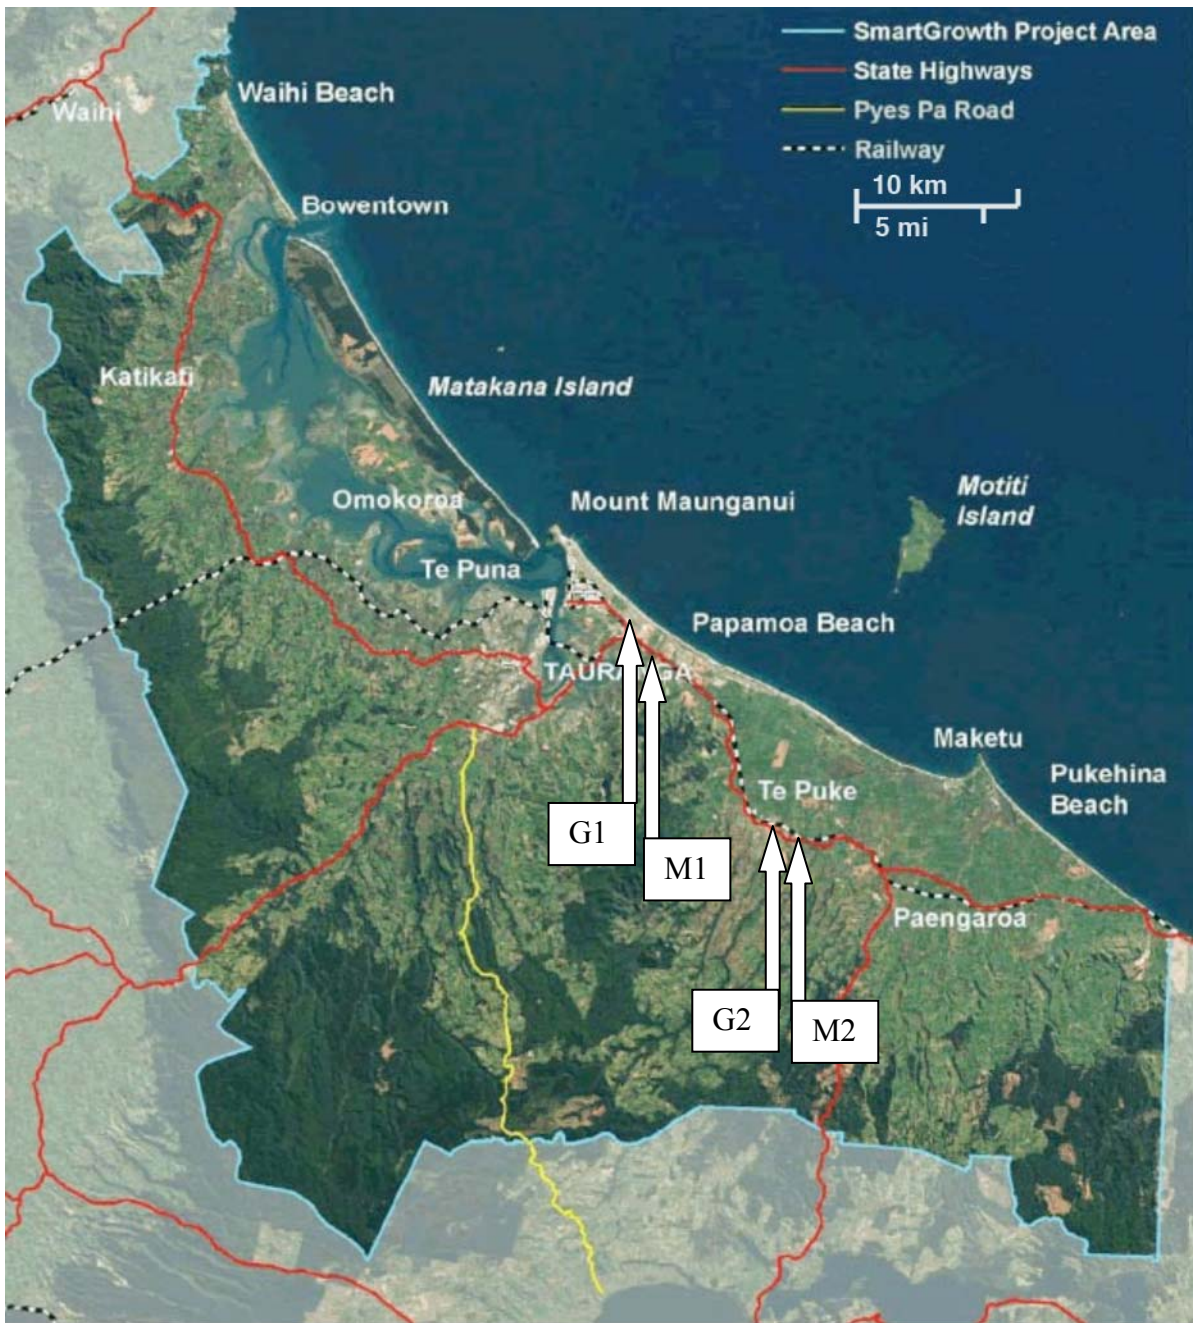 SmartGrowth Project Area
State Highways
Pyes Pa Road
Railway
10 km
5 mi
Waihi
Waihi Beach
Bowentown
Katikati
Matakana Island
Omokoroa
Mount Maunganui
Motiti
Island
Te Puna
Papamoa Beach
TAURANGA
Maketu
Pukehina
Beach
Te Puke
G1
M1
Paengaroa
G2
M2